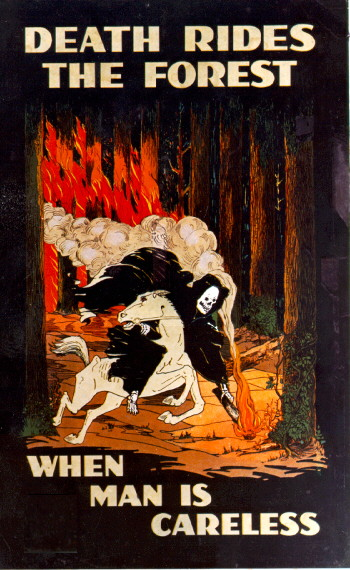 DEATH RIDES
THE FOREST
WHEN
MAN IS
CARELESS